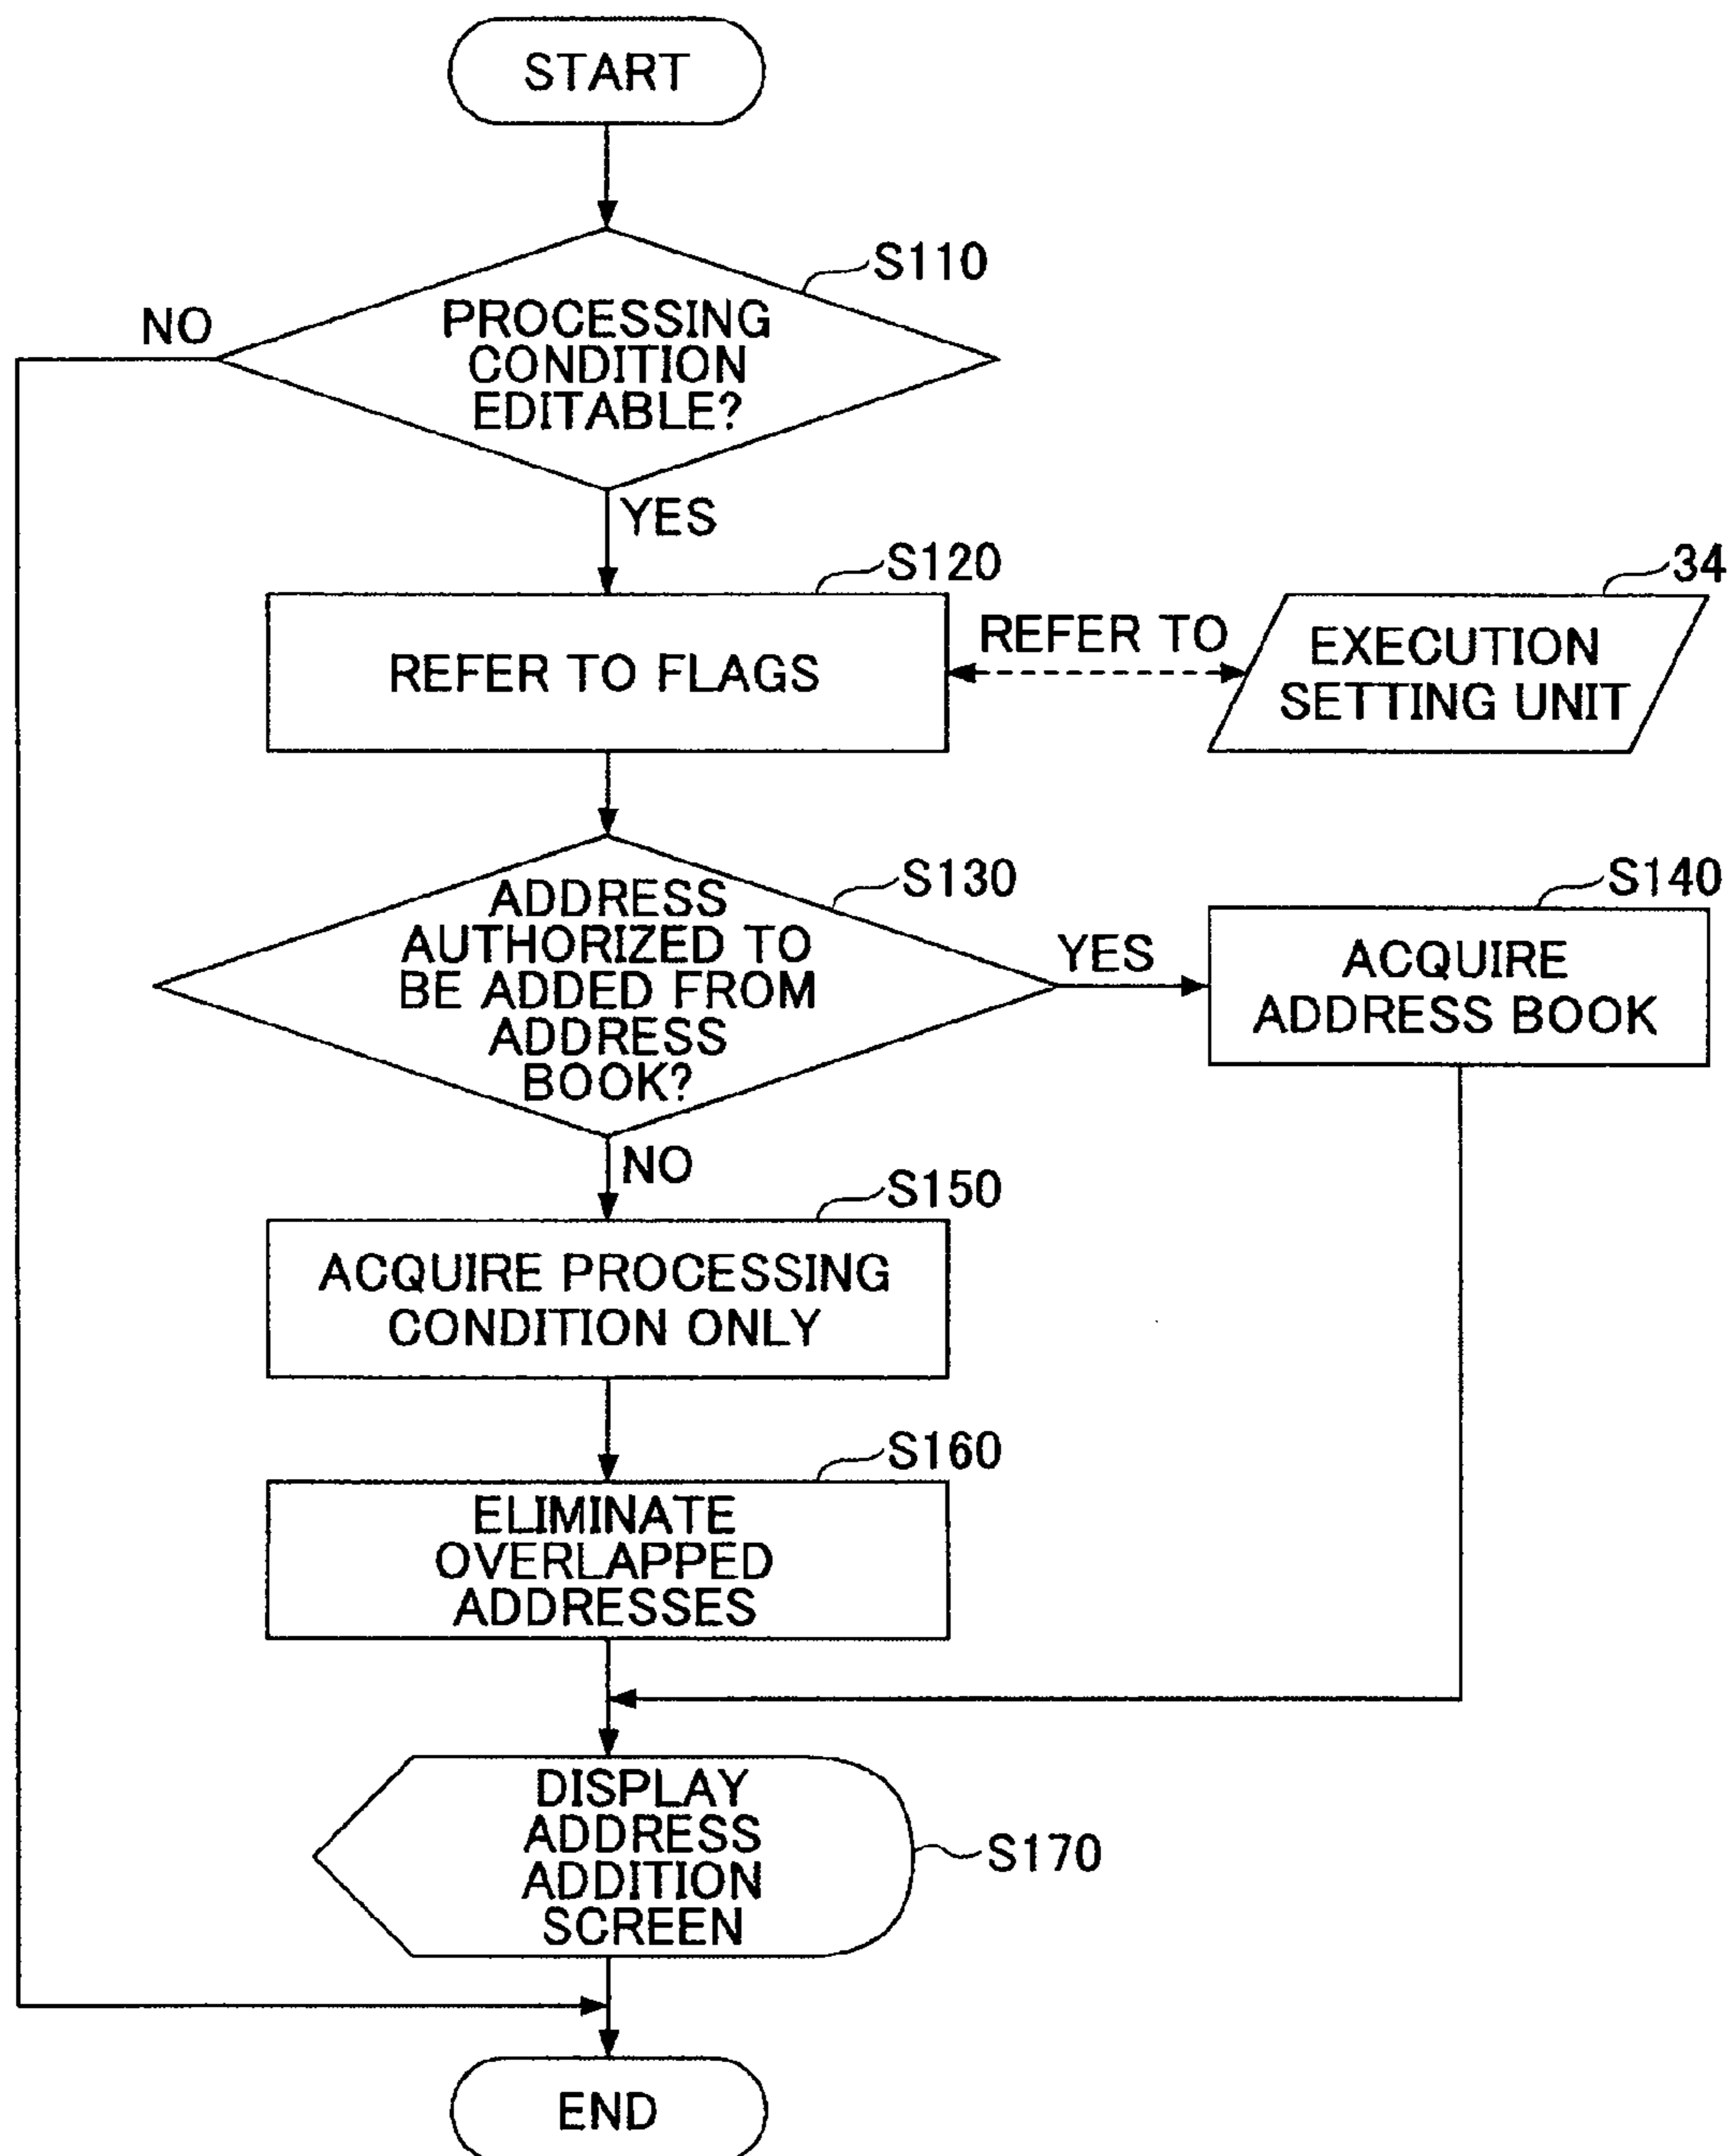 START
S110
NO
PROCESSING
CONDITION
EDITABLE?
YES
S120
REFER TO FLAGS
REFER TO
34
EXECUTION
SETTING UNIT
S130
ADDRESS
AUTHORIZED TO
BE ADDED FROM
ADDRESS
BOOK?
YES
S140
ACQUIRE
ADDRESS BOOK
NO
S150
ACQUIRE PROCESSING
CONDITION ONLY
S160
ELIMINATE
OVERLAPPED
ADDRESSES
DISPLAY
ADDRESS
ADDITION
SCREEN
S170
END